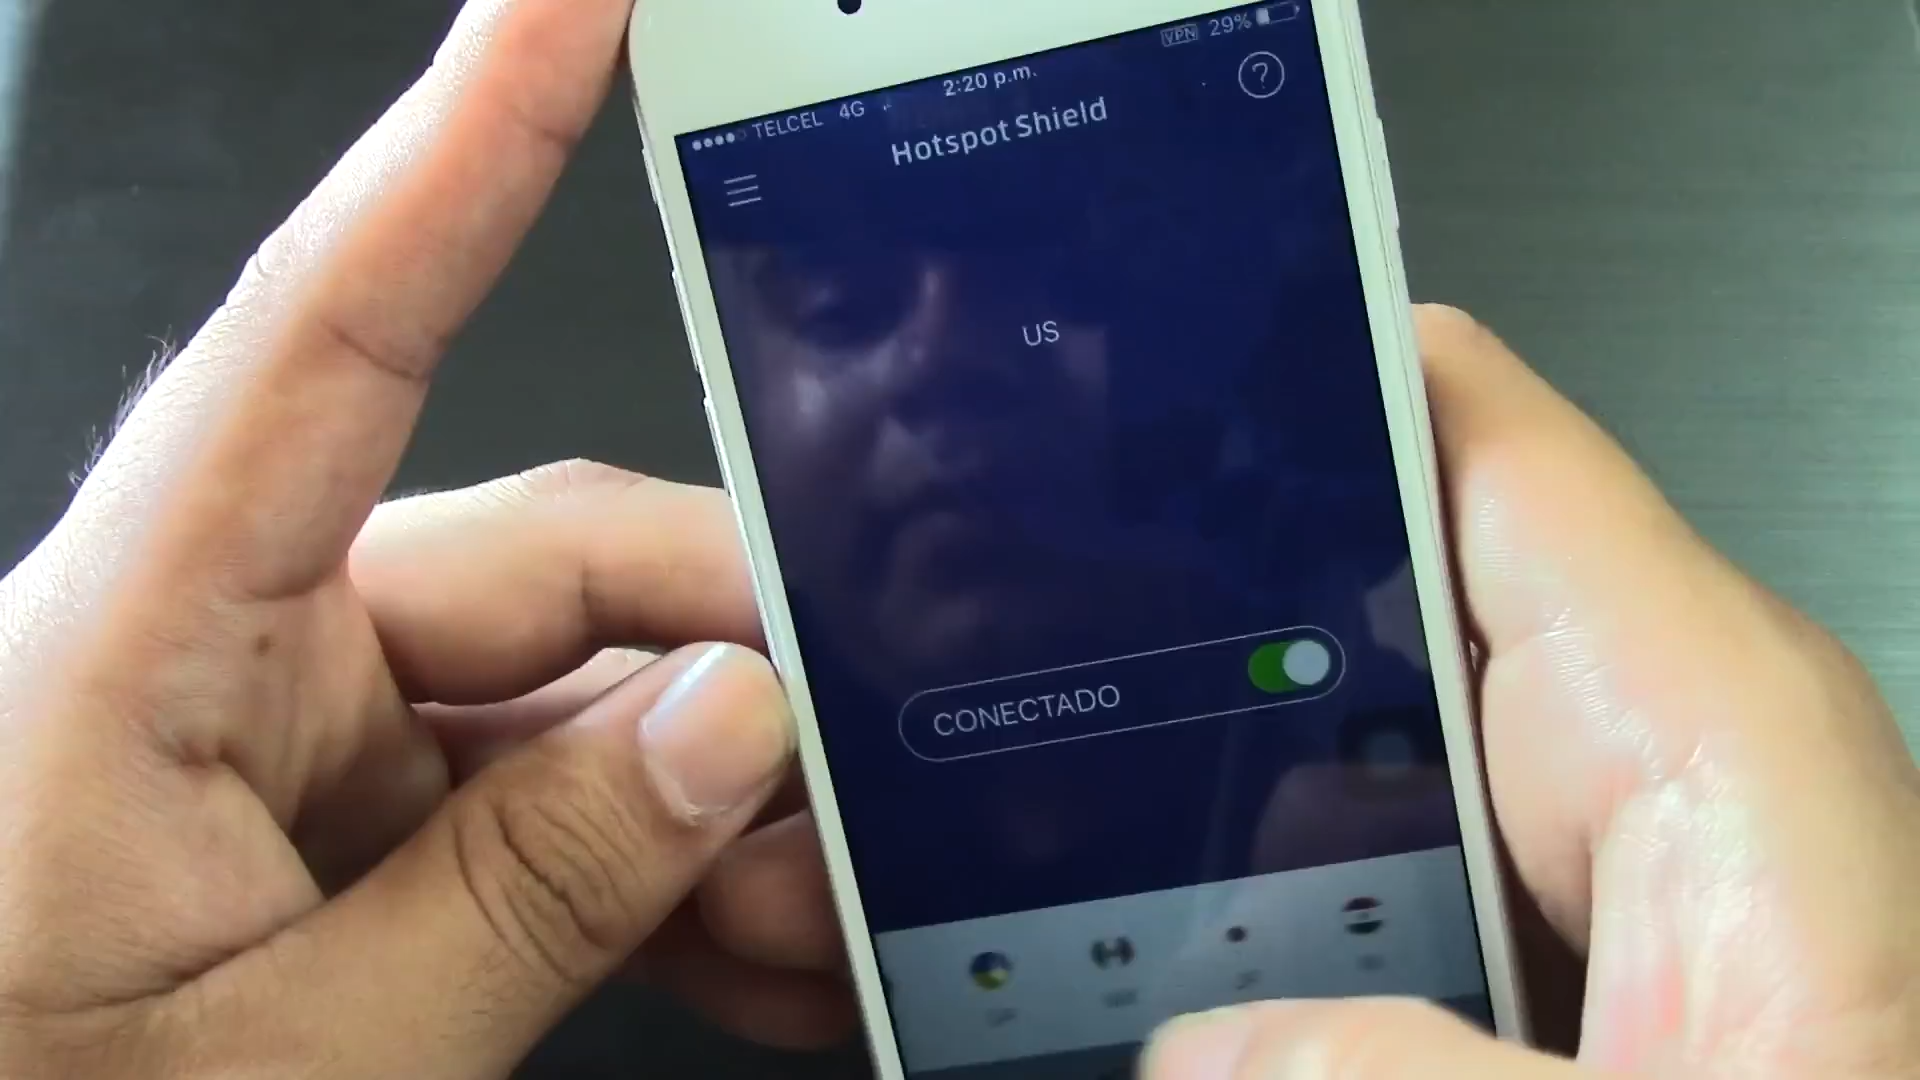 TELCEL 4G
2:20 p.m.
VPN 29%
?
Hotspot Shield
US
CONECTADO